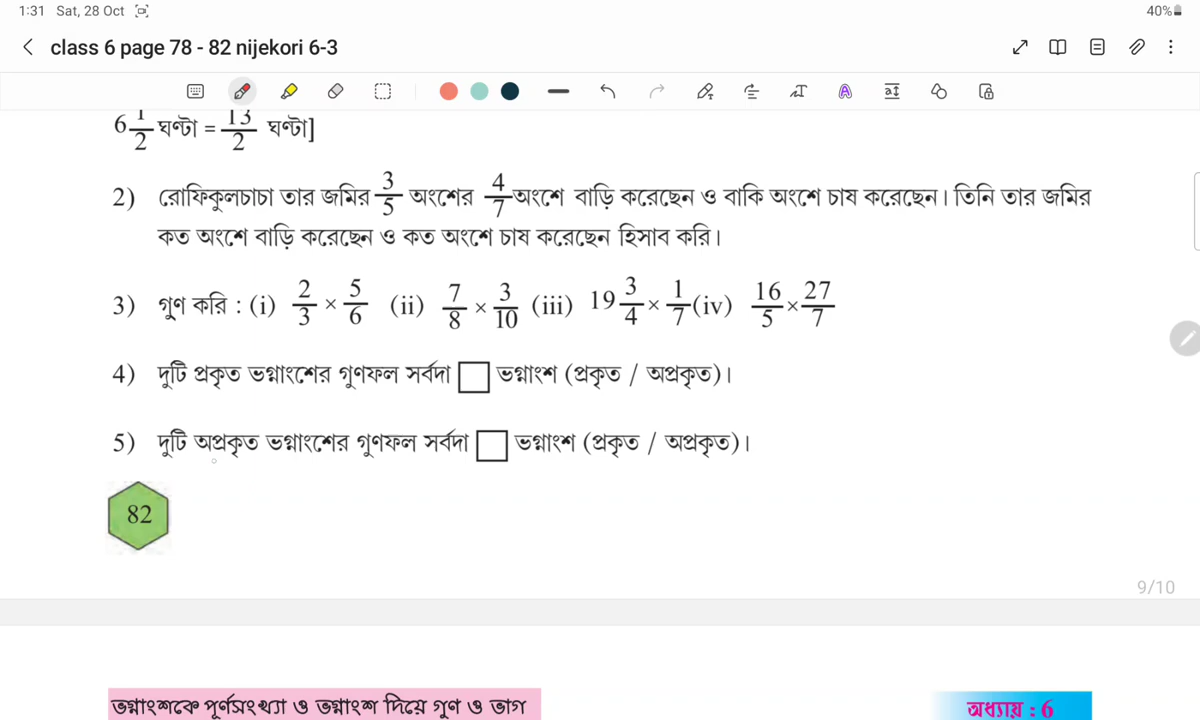 1:31 Sat, 28 Oct
40%
class 6 page 78 - 82 nijekori 6-3
6 1/2 ঘণ্টা = 13/2 ঘণ্টা]
2) রোফিকুলচাচা তার জমির 3/5 অংশের 4/7 অংশে বাড়ি করেছেন ও বাকি অংশে চাষ করেছেন। তিনি তার জমির
কত অংশে বাড়ি করেছেন ও কত অংশে চাষ করেছেন হিসাব করি।
3) গুণ করি : (i) 2/3 × 5/6 (ii) 7/8 × 3/10 (iii) 19 3/4 × 1/7 (iv) 16/5 × 27/7
4) দুটি প্রকৃত ভগ্নাংশের গুণফল সর্বদা □ ভগ্নাংশ (প্রকৃত / অপ্রকৃত)।
5) দুটি অপ্রকৃত ভগ্নাংশের গুণফল সর্বদা □ ভগ্নাংশ (প্রকৃত / অপ্রকৃত)।
82
9/10
ভগ্নাংশকে পূর্ণসংখ্যা ও ভগ্নাংশ দিয়ে গুণ ও ভাগ
অধ্যায় : 6